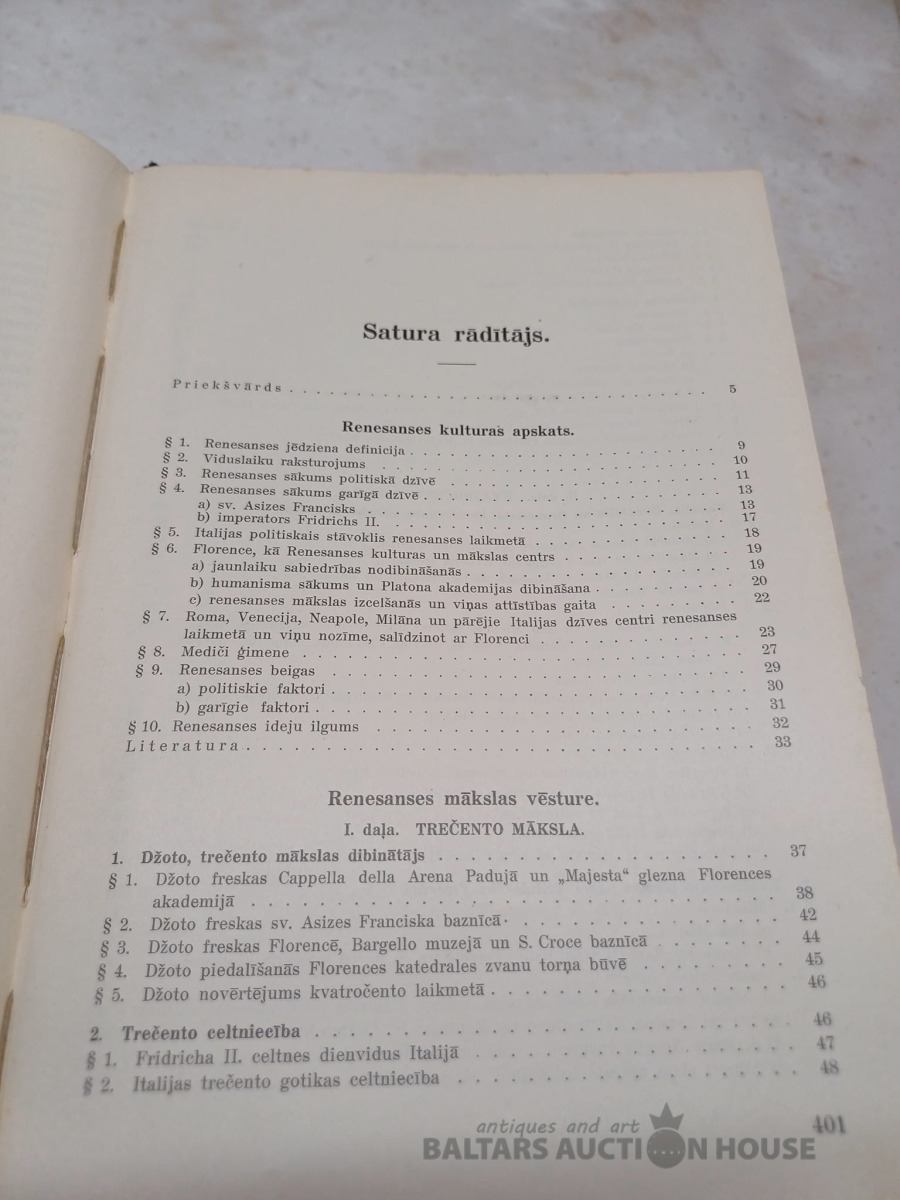 Satura rādītājs.
Priekšvārds . . . . . . . . . . . . . . . . . . . . . . . . . . . . . . 5
Renesanses kulturas apskats.
§ 1. Renesanses jēdziena definicija . . . . . . . . . . . . . . . . . . . . 9
§ 2. Viduslaiku raksturojums . . . . . . . . . . . . . . . . . . . . . 10
§ 3. Renesanses sākums politiskā dzīvē . . . . . . . . . . . . . . . . . 11
§ 4. Renesanses sākums garīgā dzīvē . . . . . . . . . . . . . . . . . . 13
a) sv. Asizes Francisks . . . . . . . . . . . . . . . . . . . . . . 13
b) imperators Fridrichs II. . . . . . . . . . . . . . . . . . . . . . 17
§ 5. Italijas politiskais stāvoklis renesanses laikmetā . . . . . . . . . . . 18
§ 6. Florence, kā Renesanses kulturas un mākslas centrs . . . . . . . . . . 19
a) jaunlaiku sabiedrības nodibināšanās . . . . . . . . . . . . . . . . 19
b) humanisma sākums un Platona akademijas dibināšana . . . . . . . . . 20
c) renesanses mākslas izcelšanās un viņas attīstības gaita . . . . . . . . 22
§ 7. Roma, Venecija, Neapole, Milāna un pārējie Italijas dzīves centri renesanses
laikmetā un viņu nozīme, salīdzinot ar Florenci . . . . . . . . . . . . 23
§ 8. Mediči ģimene . . . . . . . . . . . . . . . . . . . . . . . . . 27
§ 9. Renesanses beigas . . . . . . . . . . . . . . . . . . . . . . . 29
a) politiskie faktori . . . . . . . . . . . . . . . . . . . . . . . 30
b) garīgie faktori . . . . . . . . . . . . . . . . . . . . . . . . 31
§ 10. Renesanses ideju ilgums . . . . . . . . . . . . . . . . . . . . . 32
Literatura . . . . . . . . . . . . . . . . . . . . . . . . . . . . . 33
Renesanses mākslas vēsture.
I. daļa. TREČENTO MĀKSLA.
1. Džoto, trečento mākslas dibinātājs . . . . . . . . . . . . . . . . . 37
§ 1. Džoto freskas Cappella della Arena Padujā un „Majesta“ glezna Florences
akademijā . . . . . . . . . . . . . . . . . . . . . . . . . . . 38
§ 2. Džoto freskas sv. Asizes Franciska baznīcā . . . . . . . . . . . . . . 42
§ 3. Džoto freskas Florencē, Bargello muzejā un S. Croce baznīcā . . . . . . . 44
§ 4. Džoto piedalīšanās Florences katedrales zvanu torņa būvē . . . . . . . . 45
§ 5. Džoto novērtējums kvatročento laikmetā . . . . . . . . . . . . . . . 46
2. Trečento celtniecība . . . . . . . . . . . . . . . . . . . . . . . 46
§ 1. Fridricha II. celtnes dienvidus Italijā . . . . . . . . . . . . . . . . 47
§ 2. Italijas trečento gotikas celtniecība . . . . . . . . . . . . . . . . . 48
401
antiques and art
BALTARS AUCTION HOUSE